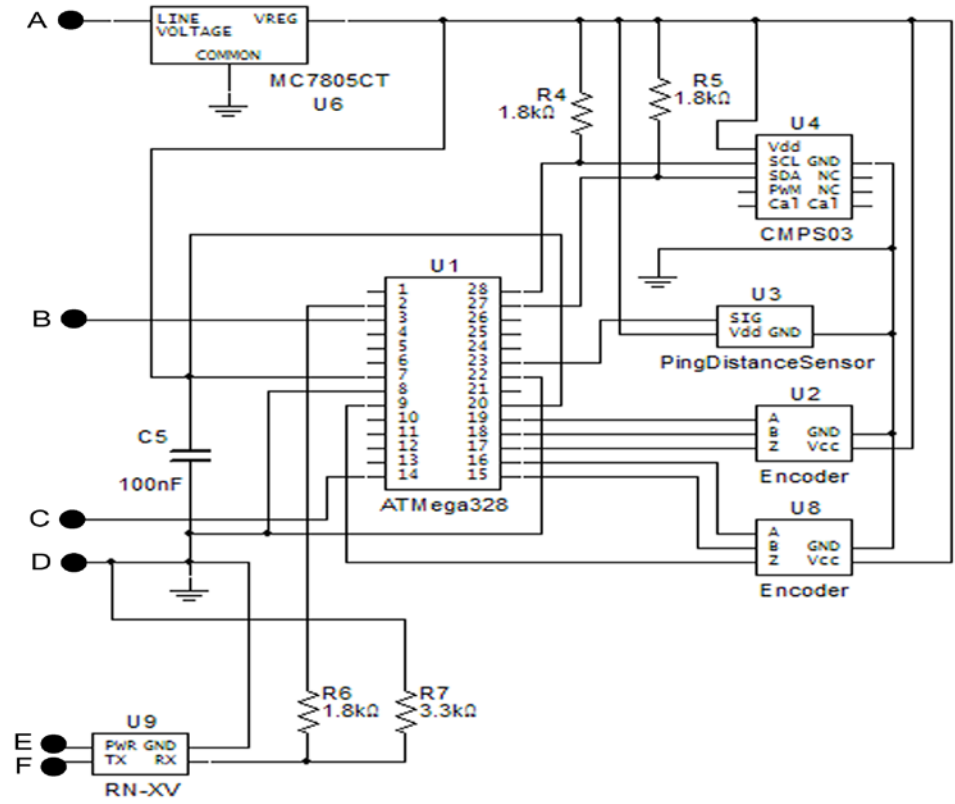 A
LINE VREG
VOLTAGE
COMMON
MC7805CT
U6
R4
1.8kΩ
R5
1.8kΩ
U4
Vdd
SCL GND
SDA NC
PWM NC
Cal Cal
CMPS03
U1
1 28
2 27
3 26
4 25
5 24
6 23
7 22
8 21
9 20
10 19
11 18
12 17
13 16
14 15
ATMega328
B
U3
SIG
Vdd GND
PingDistanceSensor
U2
A
B GND
Z Vcc
Encoder
C5
100nF
U8
A
B GND
Z Vcc
Encoder
C
D
R6
1.8kΩ
R7
3.3kΩ
U9
E
PWR GND
F
TX RX
RN-XV